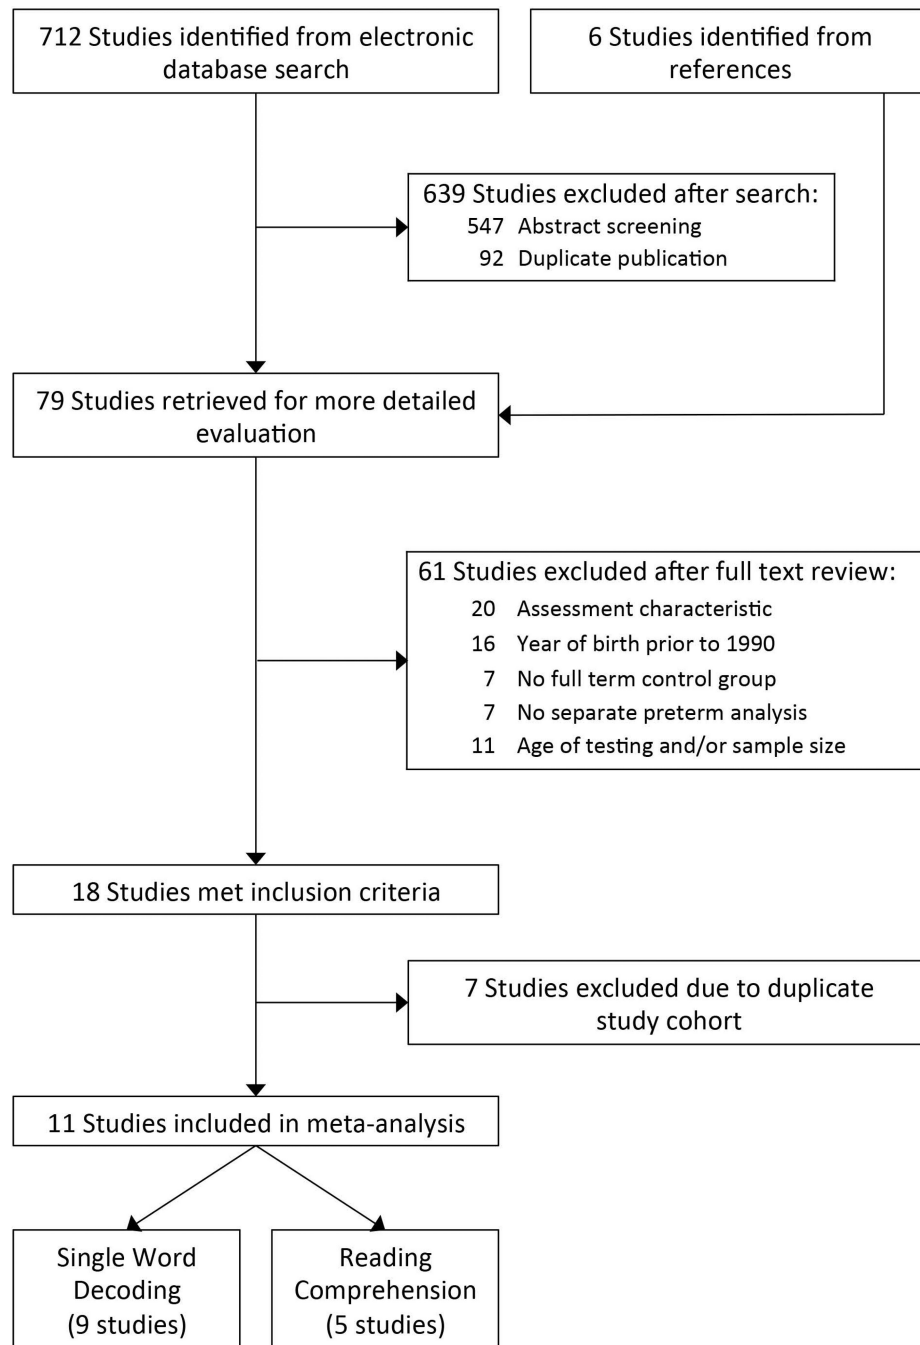 712 Studies identified from electronic
database search
6 Studies identified from
references
639 Studies excluded after search:
547 Abstract screening
92 Duplicate publication
79 Studies retrieved for more detailed
evaluation
61 Studies excluded after full text review:
20 Assessment characteristic
16 Year of birth prior to 1990
7 No full term control group
7 No separate preterm analysis
11 Age of testing and/or sample size
18 Studies met inclusion criteria
7 Studies excluded due to duplicate
study cohort
11 Studies included in meta-analysis
Single Word
Decoding
(9 studies)
Reading
Comprehension
(5 studies)